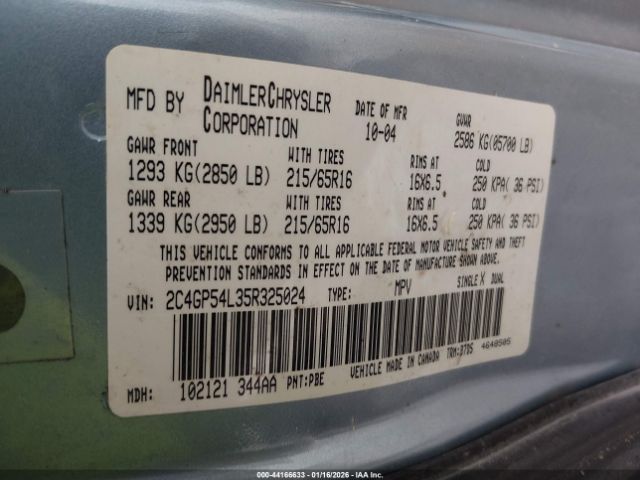 MFD BY DAIMLERCHRYSLER CORPORATION
DATE OF MFR 10-04
GVWR 2586 KG(05700 LB)
GAWR FRONT WITH TIRES RIMS AT COLD
1293 KG(2850 LB) 215/65R16 16X6.5 250 KPA( 36 PSI)
GAWR REAR WITH TIRES RIMS AT COLD
1339 KG(2950 LB) 215/65R16 16X6.5 250 KPA( 36 PSI)
THIS VEHICLE CONFORMS TO ALL APPLICABLE FEDERAL MOTOR VEHICLE SAFETY AND THEFT
PREVENTION STANDARDS IN EFFECT ON THE DATE OF MANUFACTURE SHOWN ABOVE.
VIN: 2C4GP54L35R325024 TYPE: MPV SINGLE X DUAL
VEHICLE MADE IN CANADA TRM:37D5 4640505
MDH: 102121 344AA PNT:PBE
000-44166633 - 01/16/2026 - IAA Inc.